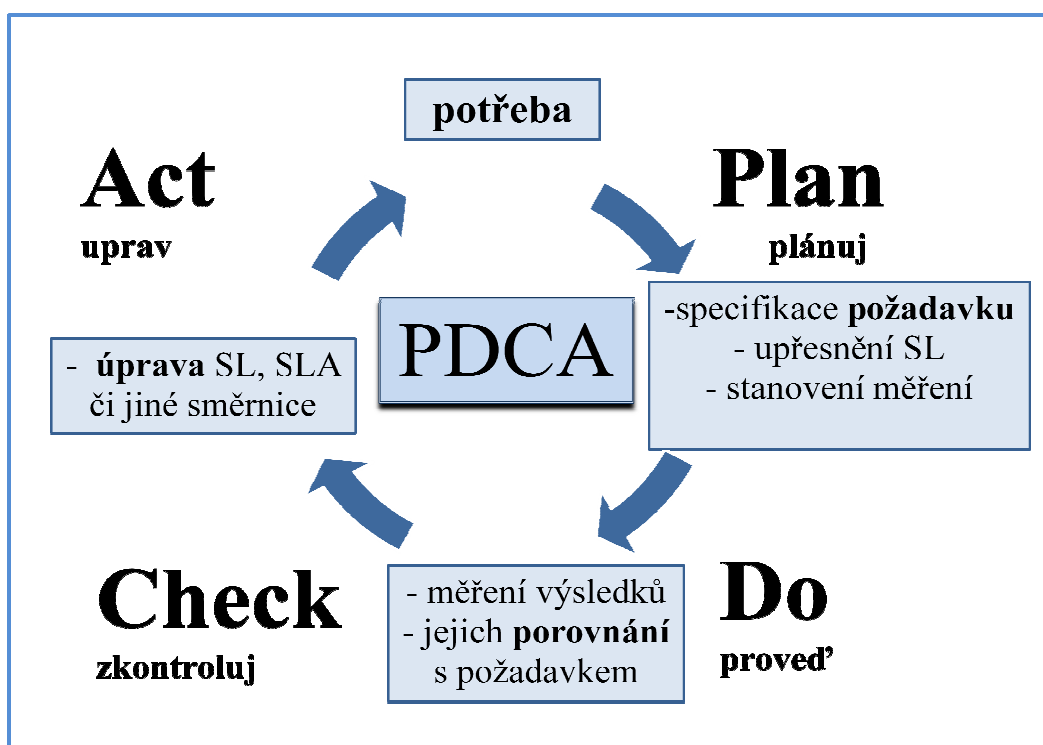 potřeba
Act
uprav
Plan
plánuj
PDCA
-specifikace požadavku
- upřesnění SL
- stanovení měření
- úprava SL, SLA
či jiné směrnice
Check
zkontroluj
- měření výsledků
- jejich porovnání
s požadavkem
Do
proveď